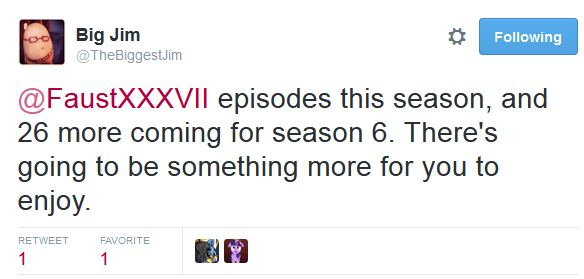 Big Jim
@TheBiggestJim
Following
@FaustXXXVII episodes this season, and
26 more coming for season 6. There's
going to be something more for you to
enjoy.
RETWEET FAVORITE
1 1